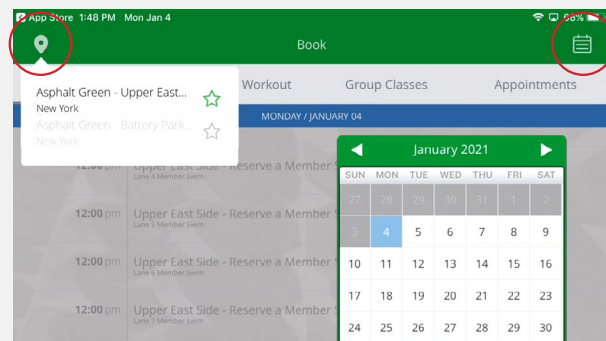 App Store 1:48 PM Mon Jan 4 68%
Book
Workout Group Classes Appointments
Asphalt Green - Upper East...
New York
Asphalt Green - Battery Park...
New York
MONDAY / JANUARY 04
January 2021
SUN MON TUE WED THU FRI SAT
27 28 29 30 31 1 2
3 4 5 6 7 8 9
10 11 12 13 14 15 16
17 18 19 20 21 22 23
24 25 26 27 28 29 30
12:00 pm Upper East Side - Reserve a Member S
Lane 4 Member Swim
12:00 pm Upper East Side - Reserve a Member S
Lane 5 Member Swim
12:00 pm Upper East Side - Reserve a Member S
Lane 6 Member Swim
12:00 pm Upper East Side - Reserve a Member S
Lane 7 Member Swim